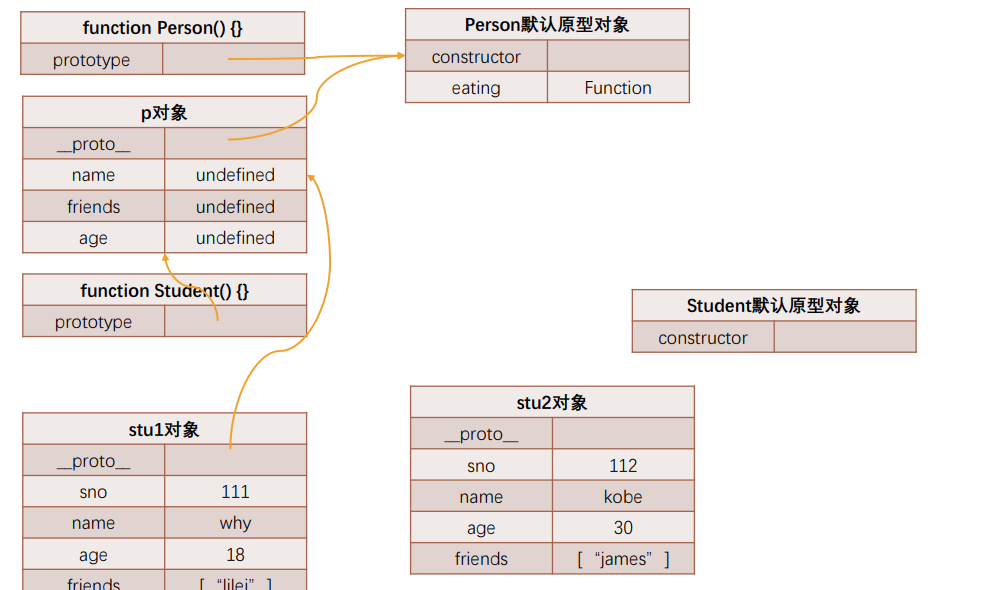 function Person() {}
prototype
Person默认原型对象
constructor
eating Function
p对象
__proto__
name undefined
friends undefined
age undefined
function Student() {}
prototype
Student默认原型对象
constructor
stu1对象
__proto__
sno 111
name why
age 18
friends [ “lilei” ]
stu2对象
__proto__
sno 112
name kobe
age 30
friends [ “james” ]